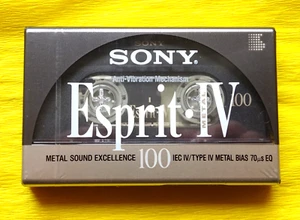 SONY
SONY
Anti-Vibration Mechanism
Esprit IV 100
METAL SOUND EXCELLENCE 100 IEC IV/TYPE IV METAL BIAS 70μs EQ